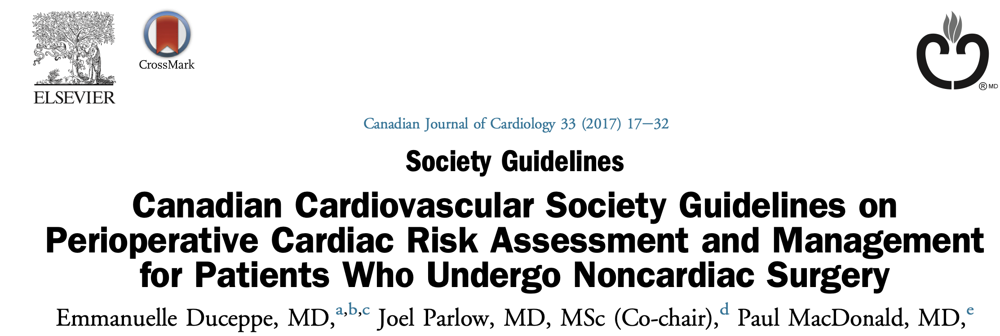 NON SOLUS
ELSEVIER
CrossMark
® MD
Canadian Journal of Cardiology 33 (2017) 17–32
Society Guidelines
Canadian Cardiovascular Society Guidelines on
Perioperative Cardiac Risk Assessment and Management
for Patients Who Undergo Noncardiac Surgery
Emmanuelle Duceppe, MD,a,b,c Joel Parlow, MD, MSc (Co-chair),d Paul MacDonald, MD,e